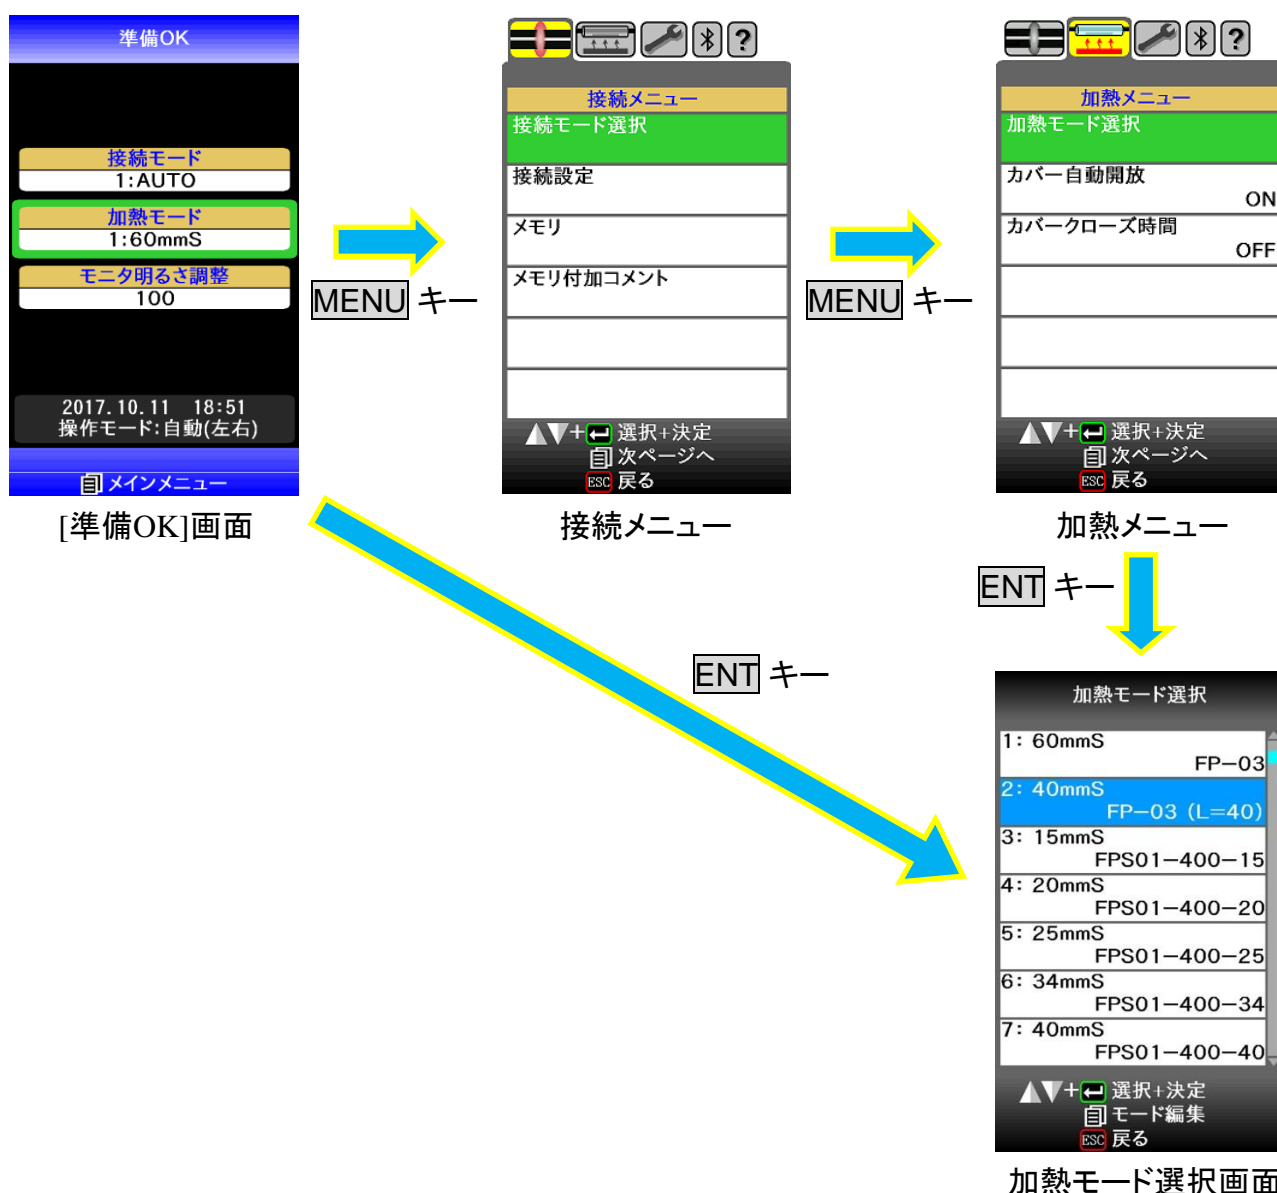 準備OK
接続モード
1:AUTO
加熱モード
1:60mmS
モニタ明るさ調整
100
2017.10.11 18:51
操作モード:自動(左右)
メインメニュー
[準備OK]画面
MENU キー
?
接続メニュー
接続モード選択
接続設定
メモリ
メモリ付加コメント
+ 選択+決定
次ページへ
ESC 戻る
接続メニュー
MENU キー
?
加熱メニュー
加熱モード選択
カバー自動開放
ON
カバークローズ時間
OFF
+ 選択+決定
次ページへ
ESC 戻る
加熱メニュー
ENT キー
ENT キー
加熱モード選択
1: 60mmS
FP-03
2: 40mmS
FP-03 (L=40)
3: 15mmS
FPS01-400-15
4: 20mmS
FPS01-400-20
5: 25mmS
FPS01-400-25
6: 34mmS
FPS01-400-34
7: 40mmS
FPS01-400-40
+ 選択+決定
モード編集
ESC 戻る
加熱モード選択画面